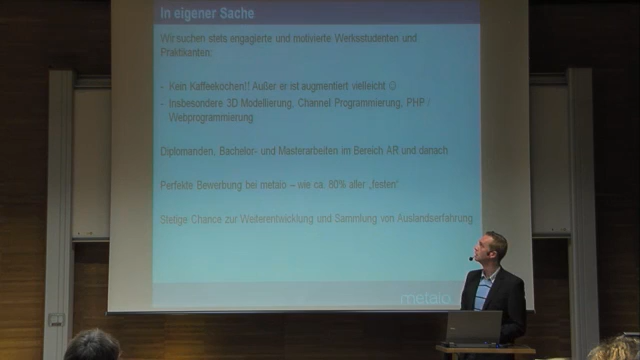 In eigener Sache
Wir suchen stets engagierte und motivierte Werksstudenten und
Praktikanten:
- Kein Kaffeekochen!! Außer er ist augmentiert vielleicht ☺
- Insbesondere 3D Modellierung, Channel Programmierung, PHP /
Webprogrammierung
Diplomanden, Bachelor- und Masterarbeiten im Bereich AR und danach
Perfekte Bewerbung bei metaio – wie ca. 80% aller „festen“
Stetige Chance zur Weiterentwicklung und Sammlung von Auslandserfahrung
metaio